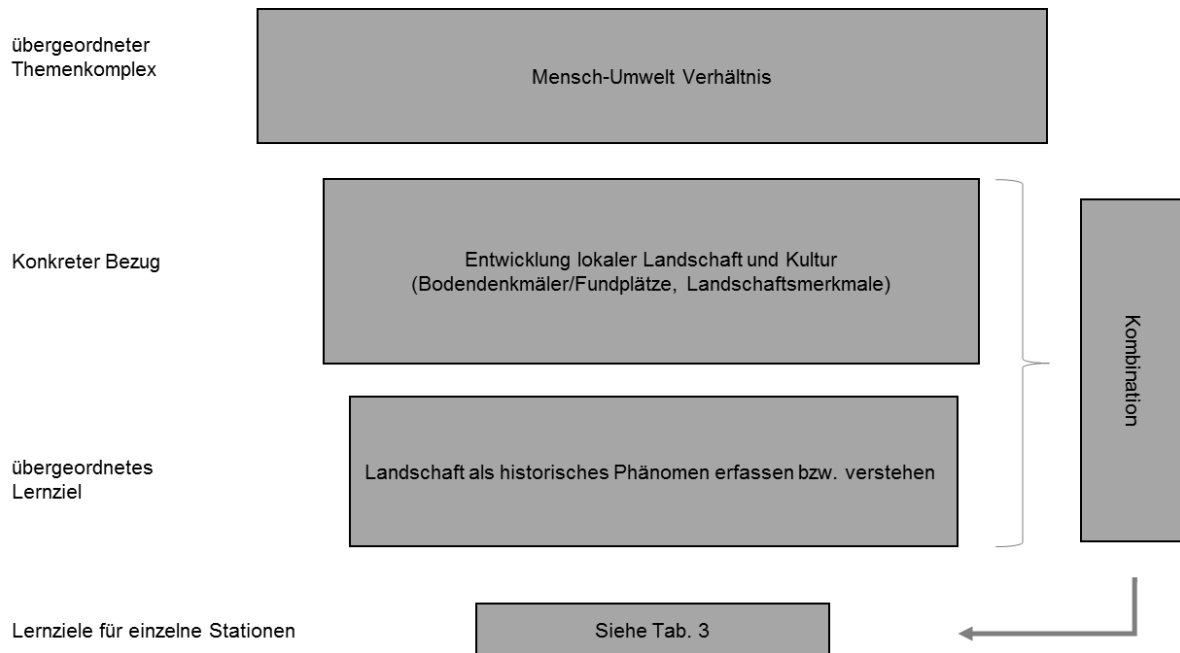 übergeordneter
Themenkomplex
Mensch-Umwelt Verhältnis
Konkreter Bezug
Entwicklung lokaler Landschaft und Kultur
(Bodendenkmäler/Fundplätze, Landschaftsmerkmale)
Kombination
übergeordnetes
Lernziel
Landschaft als historisches Phänomen erfassen bzw. verstehen
Lernziele für einzelne Stationen
Siehe Tab. 3